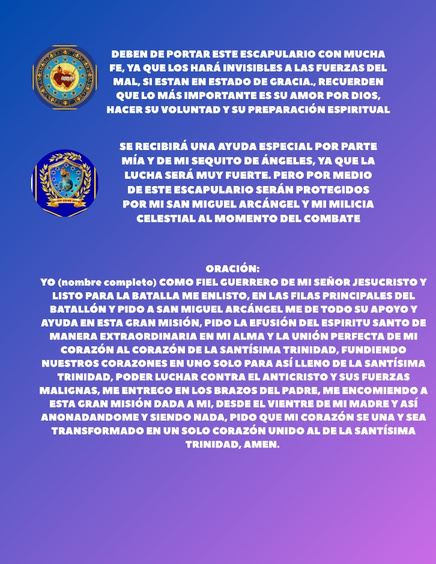 DEBEN DE PORTAR ESTE ESCAPULARIO CON MUCHA
FE, YA QUE LOS HARÁ INVISIBLES A LAS FUERZAS DEL
MAL, SI ESTAN EN ESTADO DE GRACIA., RECUERDEN
QUE LO MÁS IMPORTANTE ES SU AMOR POR DIOS,
HACER SU VOLUNTAD Y SU PREPARACIÓN ESPIRITUAL
SE RECIBIRÁ UNA AYUDA ESPECIAL POR PARTE
MÍA Y DE MI SEQUITO DE ÁNGELES, YA QUE LA
LUCHA SERÁ MUY FUERTE. PERO POR MEDIO
DE ESTE ESCAPULARIO SERÁN PROTEGIDOS
POR MI SAN MIGUEL ARCÁNGEL Y MI MILICIA
CELESTIAL AL MOMENTO DEL COMBATE
ORACIÓN:
YO (nombre completo) COMO FIEL GUERRERO DE MI SEÑOR JESUCRISTO Y
LISTO PARA LA BATALLA ME ENLISTO, EN LAS FILAS PRINCIPALES DEL
BATALLÓN Y PIDO A SAN MIGUEL ARCÁNGEL ME DE TODO SU APOYO Y
AYUDA EN ESTA GRAN MISIÓN, PIDO LA EFUSIÓN DEL ESPIRITU SANTO DE
MANERA EXTRAORDINARIA EN MI ALMA Y LA UNIÓN PERFECTA DE MI
CORAZÓN AL CORAZÓN DE LA SANTÍSIMA TRINIDAD, FUNDIENDO
NUESTROS CORAZONES EN UNO SOLO PARA ASÍ LLENO DE LA SANTÍSIMA
TRINIDAD, PODER LUCHAR CONTRA EL ANTICRISTO Y SUS FUERZAS
MALIGNAS, ME ENTREGO EN LOS BRAZOS DEL PADRE, ME ENCOMIENDO A
ESTA GRAN MISIÓN DADA A MI, DESDE EL VIENTRE DE MI MADRE Y ASÍ
ANONADANDOME Y SIENDO NADA, PIDO QUE MI CORAZÓN SE UNA Y SEA
TRANSFORMADO EN UN SOLO CORAZÓN UNIDO AL DE LA SANTÍSIMA
TRINIDAD, AMEN.